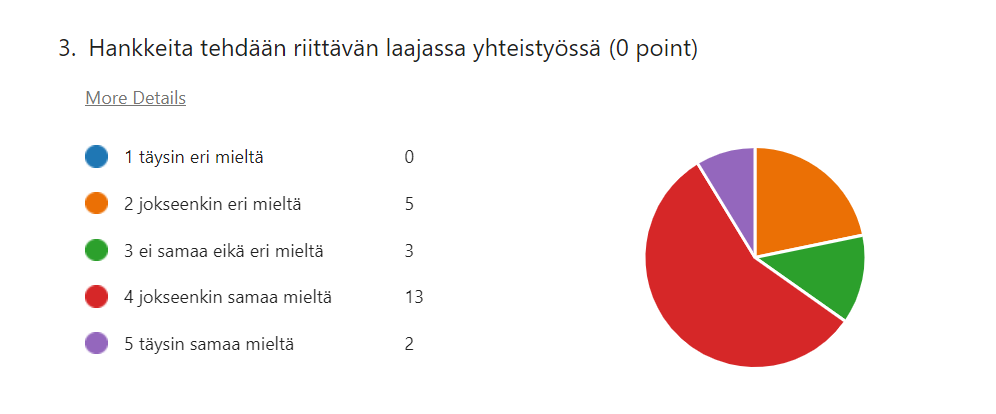 3. Hankkeita tehdään riittävän laajassa yhteistyössä (0 point)
More Details
1 täysin eri mieltä 0
2 jokseenkin eri mieltä 5
3 ei samaa eikä eri mieltä 3
4 jokseenkin samaa mieltä 13
5 täysin samaa mieltä 2